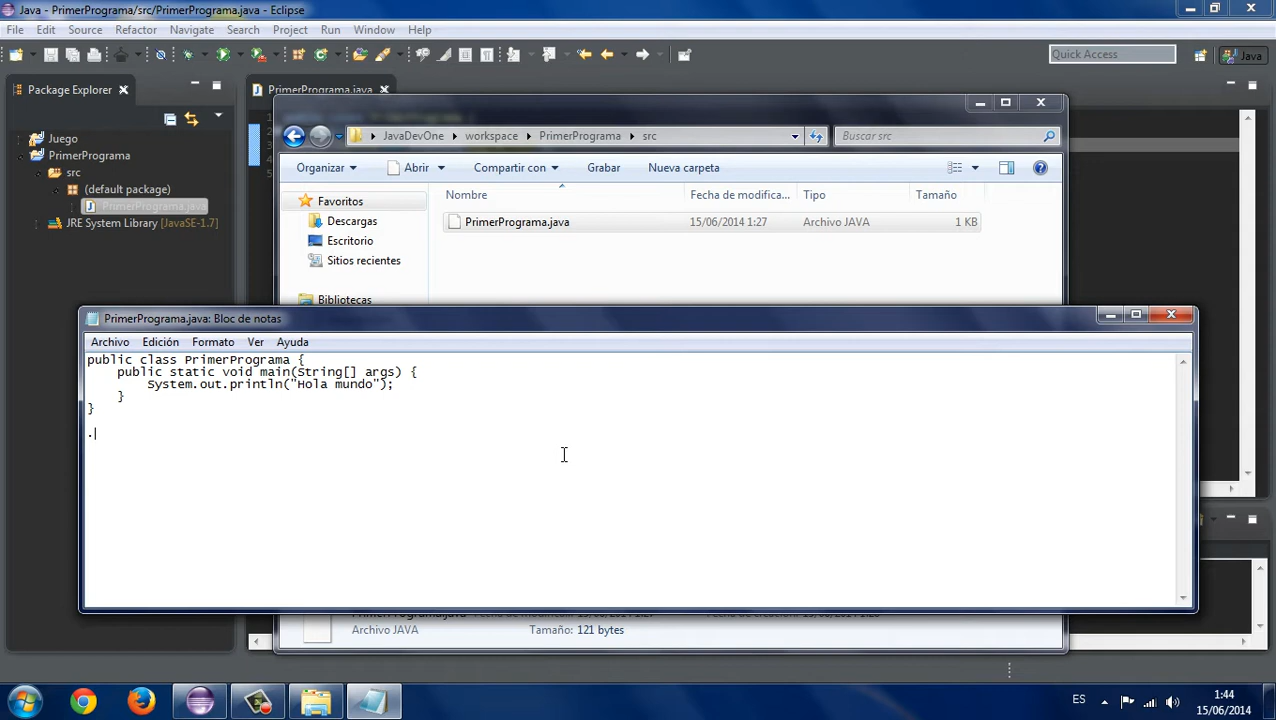 Java - PrimerPrograma/src/PrimerPrograma.java - Eclipse
File Edit Source Refactor Navigate Search Project Run Window Help
Quick Access
Java
Package Explorer
PrimerPrograma.java
Juego
PrimerPrograma
src
(default package)
PrimerPrograma.java
JRE System Library [JavaSE-1.7]
JavaDevOne workspace PrimerPrograma src
Buscar src
Organizar Abrir Compartir con Grabar Nueva carpeta
Favoritos
Descargas
Escritorio
Sitios recientes
Bibliotecas
Nombre Fecha de modifica... Tipo Tamaño
PrimerPrograma.java 15/06/2014 1:27 Archivo JAVA 1 KB
PrimerPrograma.java: Bloc de notas
Archivo Edición Formato Ver Ayuda
public class PrimerPrograma {
public static void main(String[] args) {
System.out.println("Hola mundo");
}
}
.
Archivo JAVA Tamaño: 121 bytes
ES
1:44
15/06/2014